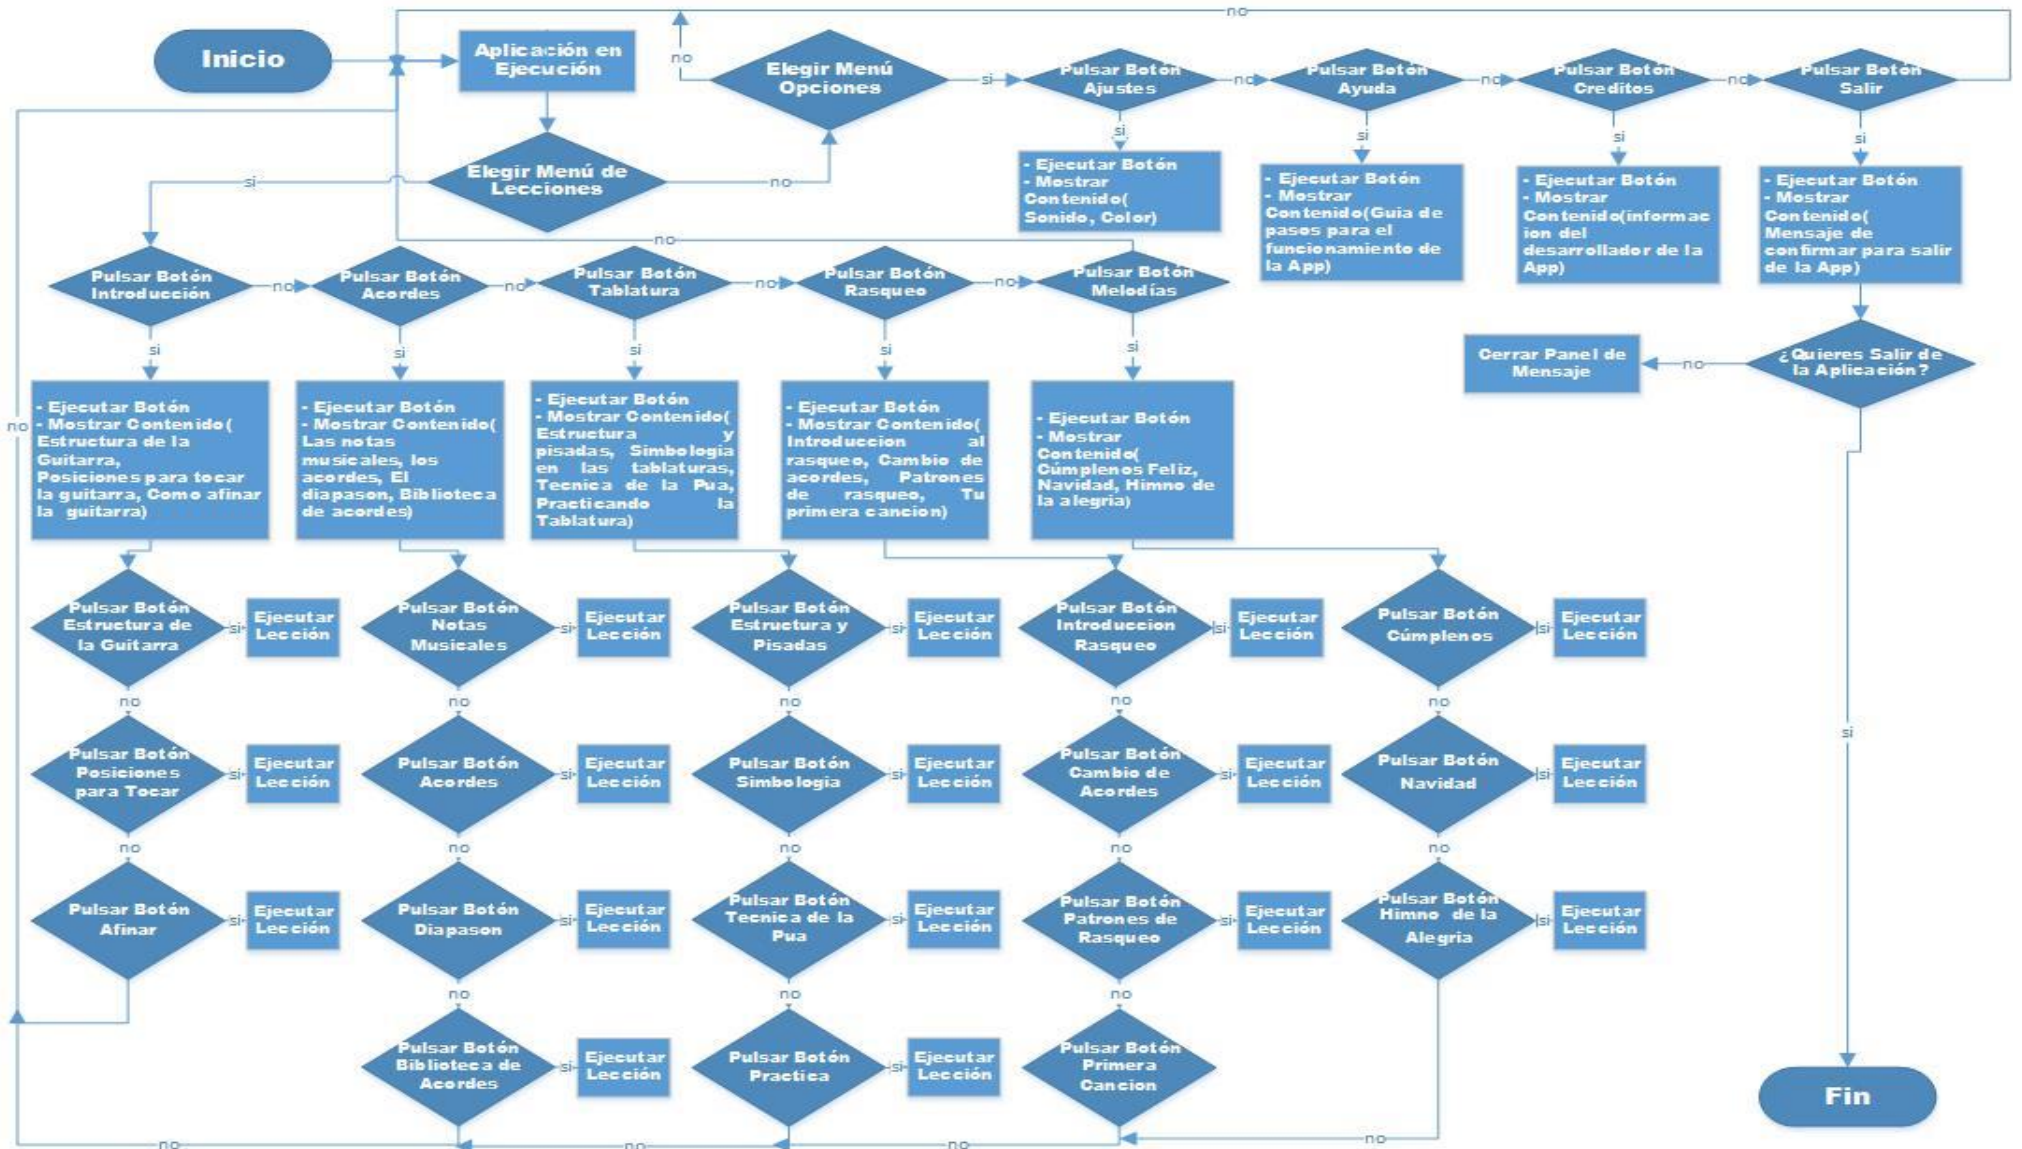 Inicio
Aplicación en
Ejecución
Elegir Menú
Opciones
no
no
si
Pulsar Botón
Ajustes
no
Pulsar Botón
Ayuda
no
Pulsar Botón
Creditos
no
Pulsar Botón
Salir
si
si
si
si
Elegir Menú de
Lecciones
si
no
- Ejecutar Botón
- Mostrar
Contenido(
Sonido, Color)
- Ejecutar Botón
- Mostrar
Contenido(Guia de
pasos para el
funcionamiento de
la App)
- Ejecutar Botón
- Mostrar
Contenido(informac
ion del
desarrollador de la
App)
- Ejecutar Botón
- Mostrar
Contenido(
Mensaje de
confirmar para salir
de la App)
no
Pulsar Botón
Introducción
no
Pulsar Botón
Acordes
no
Pulsar Botón
Tablatura
no
Pulsar Botón
Rasqueo
no
Pulsar Botón
Melodías
si
si
si
si
si
Cerrar Panel de
Mensaje
no
¿Quieres Salir de
la Aplicación?
no
- Ejecutar Botón
- Mostrar Contenido(
Estructura de la
Guitarra,
Posiciones para tocar
la guitarra, Como afinar
la guitarra)
- Ejecutar Botón
- Mostrar Contenido(
Las notas
musicales, los
acordes, El
diapason, Biblioteca
de acordes)
- Ejecutar Botón
- Mostrar Contenido(
Estructura y
pisadas, Simbologia
en las tablaturas,
Tecnica de la Pua,
Practicando la
Tablatura)
- Ejecutar Botón
- Mostrar Contenido(
Introduccion al
rasqueo, Cambio de
acordes, Patrones
de rasqueo, Tu
primera cancion)
- Ejecutar Botón
- Mostrar
Contenido(
Cúmplenos Feliz,
Navidad, Himno de
la alegria)
Pulsar Botón
Estructura de
la Guitarra
si
Ejecutar
Lección
Pulsar Botón
Notas
Musicales
si
Ejecutar
Lección
Pulsar Botón
Estructura y
Pisadas
si
Ejecutar
Lección
Pulsar Botón
Introduccion
Rasqueo
si
Ejecutar
Lección
Pulsar Botón
Cúmplenos
si
Ejecutar
Lección
no
no
no
no
no
Pulsar Botón
Posiciones
para Tocar
si
Ejecutar
Lección
Pulsar Botón
Acordes
si
Ejecutar
Lección
Pulsar Botón
Simbologia
si
Ejecutar
Lección
Pulsar Botón
Cambio de
Acordes
si
Ejecutar
Lección
Pulsar Botón
Navidad
si
Ejecutar
Lección
si
no
no
no
no
no
Pulsar Botón
Afinar
si
Ejecutar
Lección
Pulsar Botón
Diapason
si
Ejecutar
Lección
Pulsar Botón
Tecnica de la
Pua
si
Ejecutar
Lección
Pulsar Botón
Patrones de
Rasqueo
si
Ejecutar
Lección
Pulsar Botón
Himno de la
Alegria
si
Ejecutar
Lección
no
no
no
Pulsar Botón
Biblioteca de
Acordes
si
Ejecutar
Lección
Pulsar Botón
Practica
si
Ejecutar
Lección
Pulsar Botón
Primera
Cancion
Fin
no
no
no
no